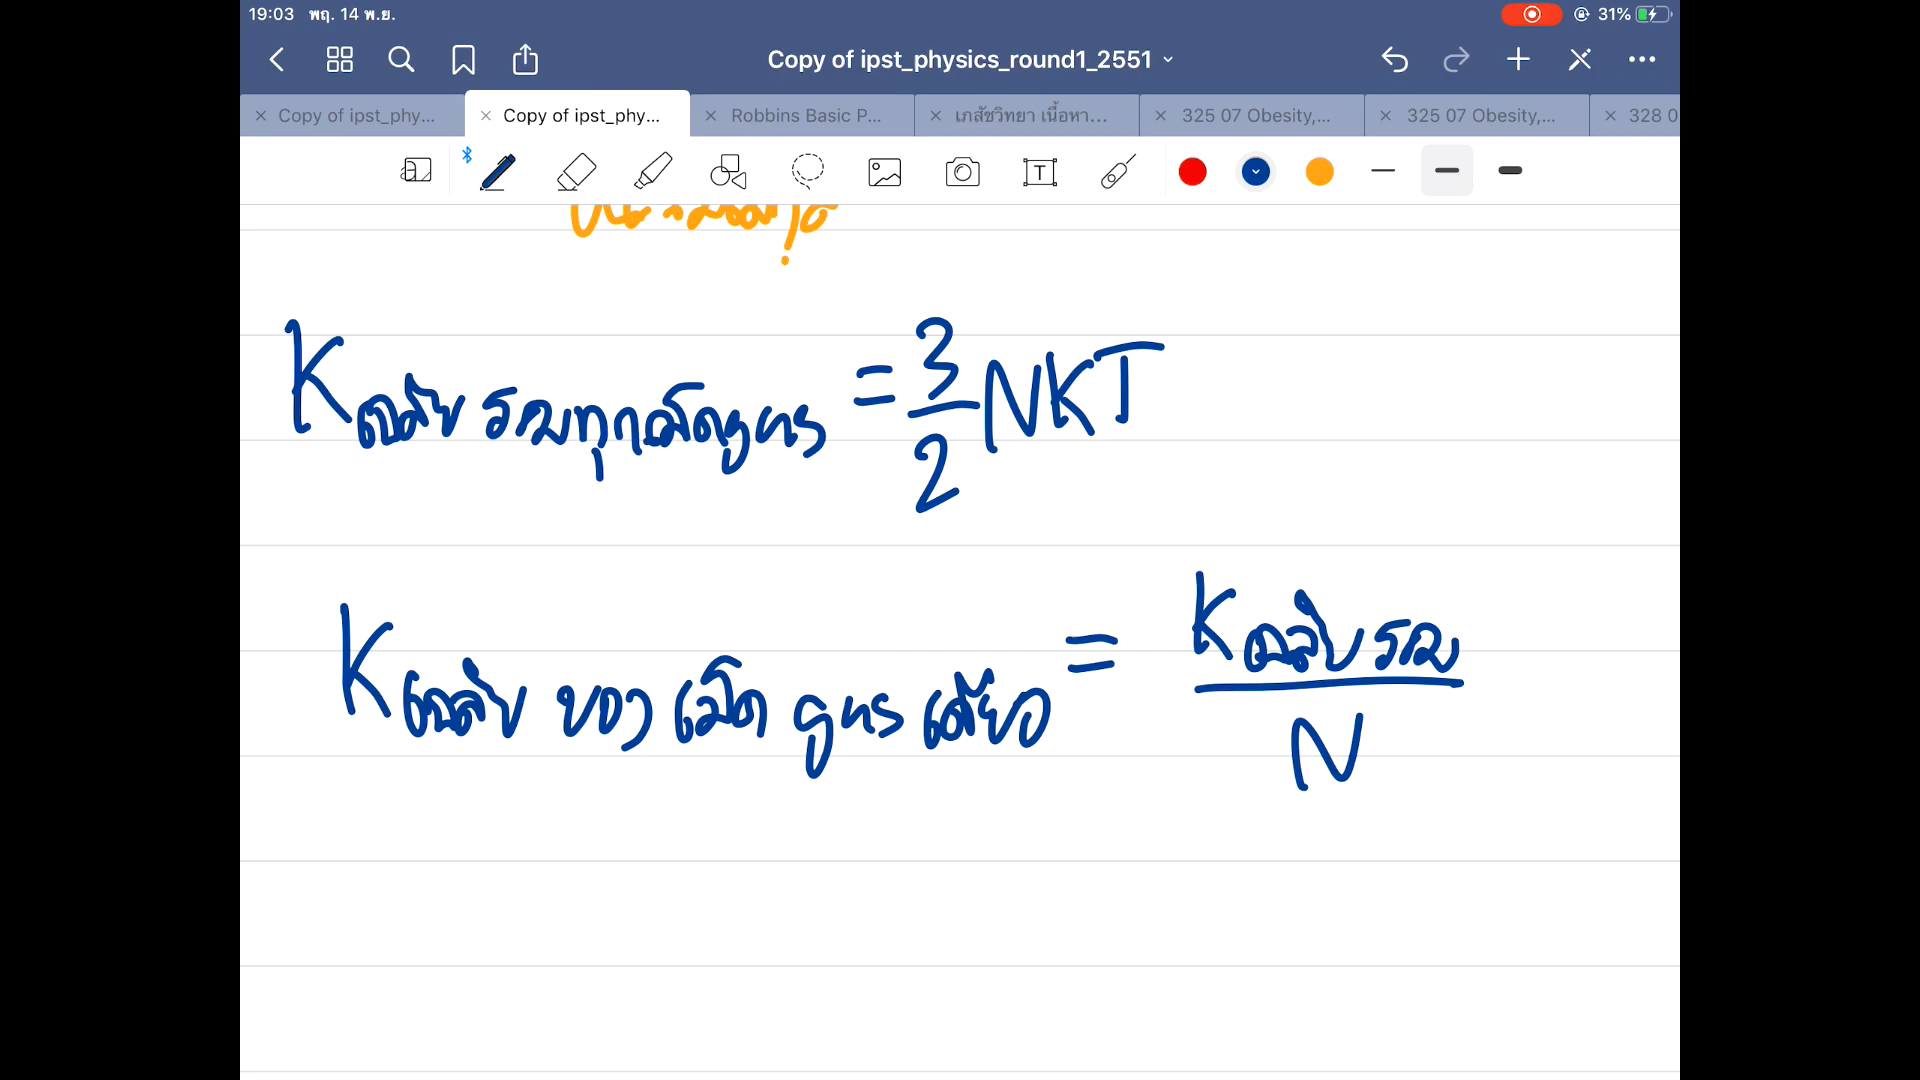 19:03 พฤ. 14 พ.ย.
31%
Copy of ipst_physics_round1_2551
Copy of ipst_phy...
Copy of ipst_phy...
Robbins Basic P...
เภสัชวิทยา เนื้อหา...
325 07 Obesity,...
325 07 Obesity,...
328 0
K เฉลี่ย รวมทุกโมเลกุล = 3/2 NKT
K เฉลี่ย ของ โมเลกุล เดียว = K เฉลี่ย รวม / N